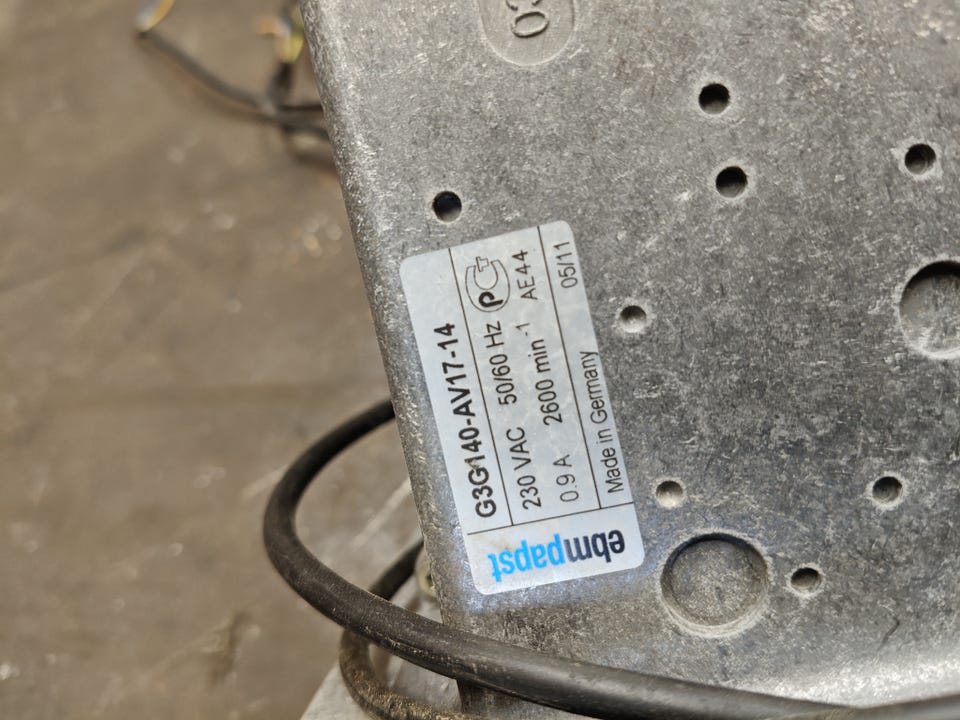 03
ebmpapst
G3G140-AV17-14
230 VAC 50/60 Hz
0.9 A 2600 min-1 AE44
Made in Germany 05/11